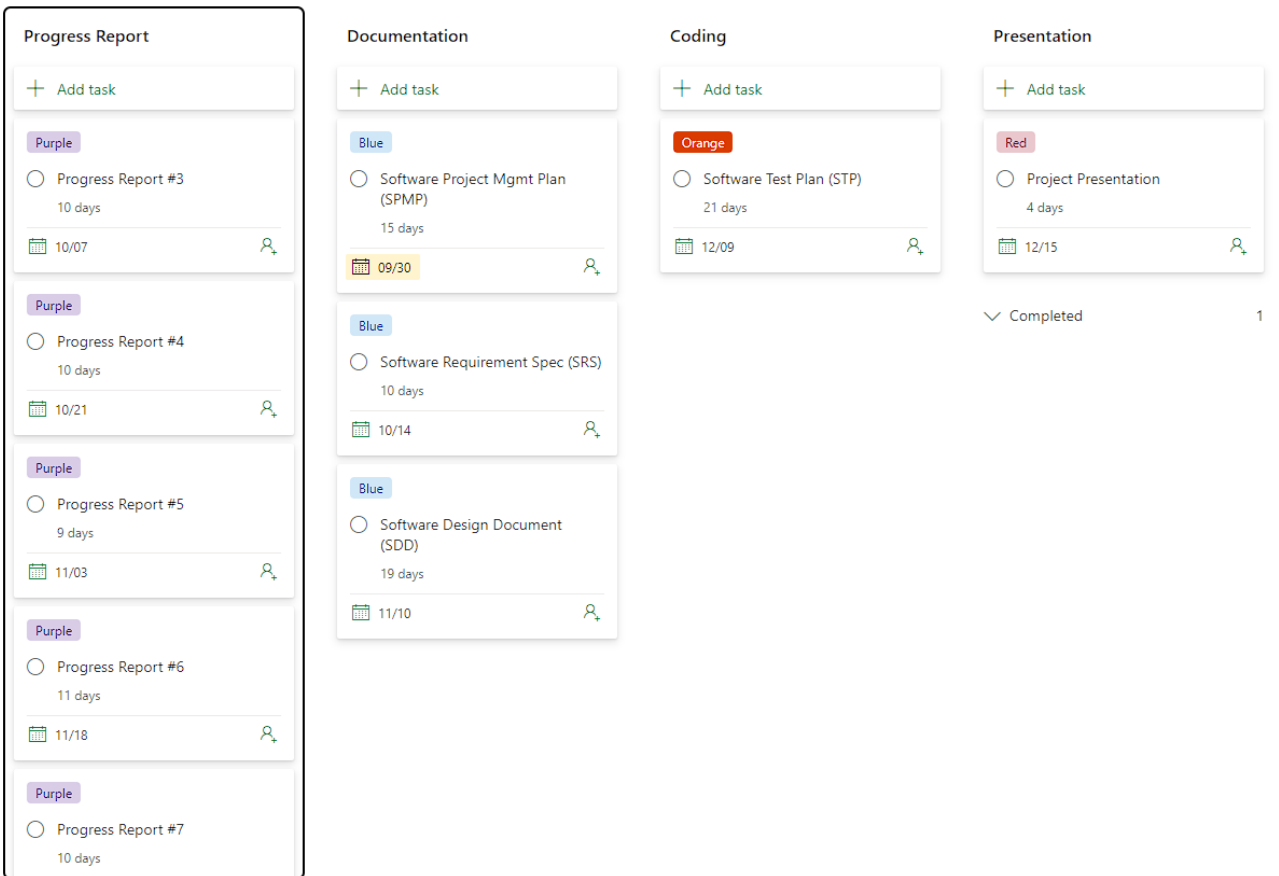 Progress Report
Add task
Purple
Progress Report #3
10 days
10/07
Purple
Progress Report #4
10 days
10/21
Purple
Progress Report #5
9 days
11/03
Purple
Progress Report #6
11 days
11/18
Purple
Progress Report #7
10 days
Documentation
Add task
Blue
Software Project Mgmt Plan
(SPMP)
15 days
09/30
Blue
Software Requirement Spec (SRS)
10 days
10/14
Blue
Software Design Document
(SDD)
19 days
11/10
Coding
Add task
Orange
Software Test Plan (STP)
21 days
12/09
Presentation
Add task
Red
Project Presentation
4 days
12/15
Completed 1